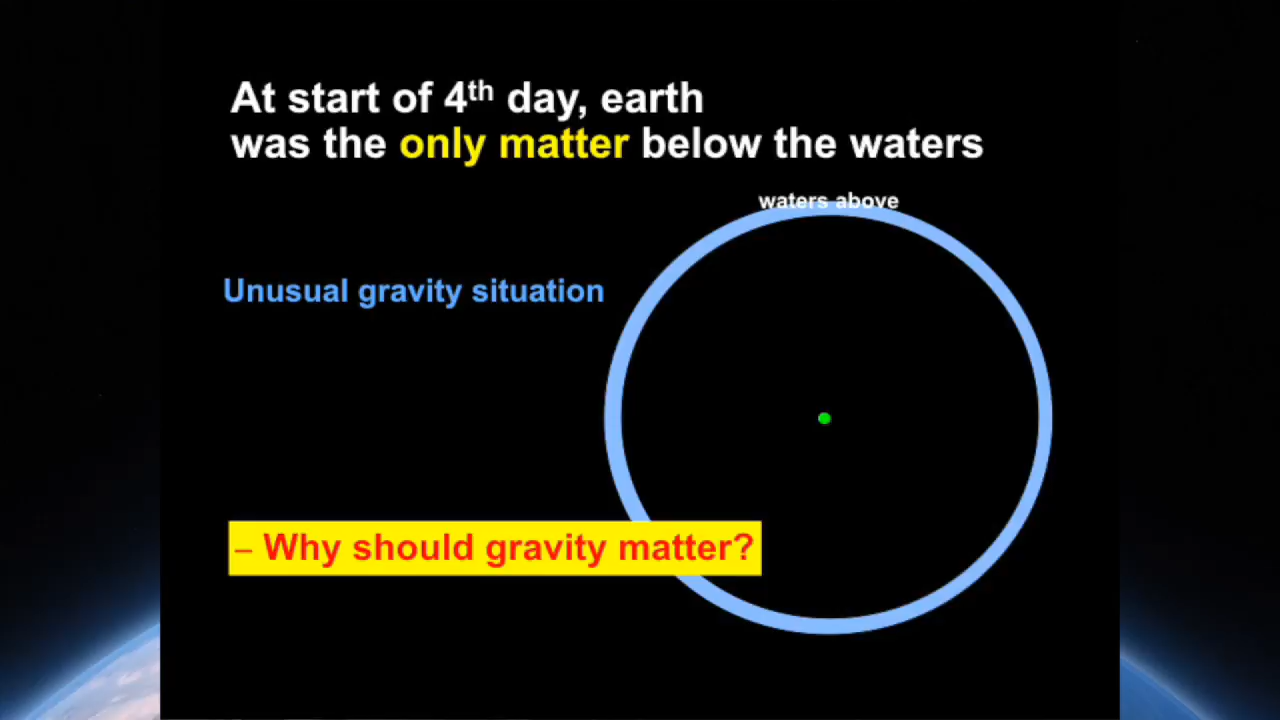 At start of 4th day, earth
was the only matter below the waters
waters above
Unusual gravity situation
– Why should gravity matter?